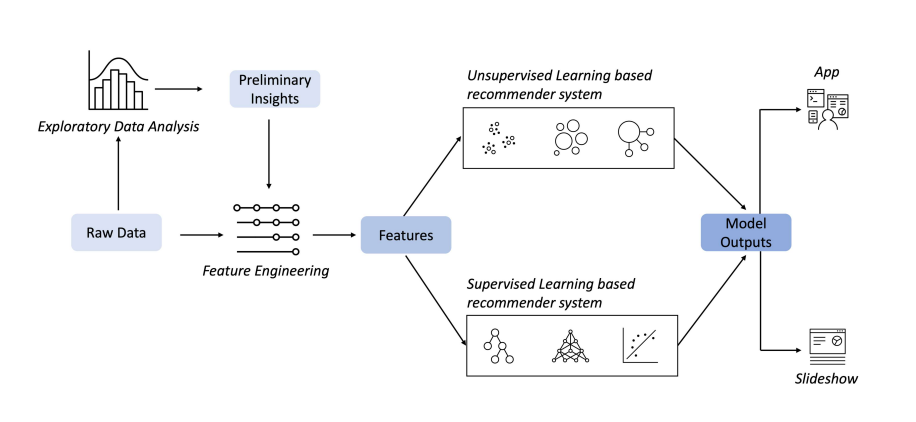 Exploratory Data Analysis
Preliminary
Insights
Raw Data
Feature Engineering
Features
Unsupervised Learning based
recommender system
Supervised Learning based
recommender system
Model
Outputs
App
Slideshow